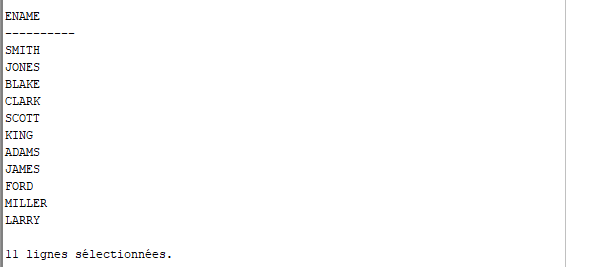 ENAME
----------
SMITH
JONES
BLAKE
CLARK
SCOTT
KING
ADAMS
JAMES
FORD
MILLER
LARRY
11 lignes sélectionnées.